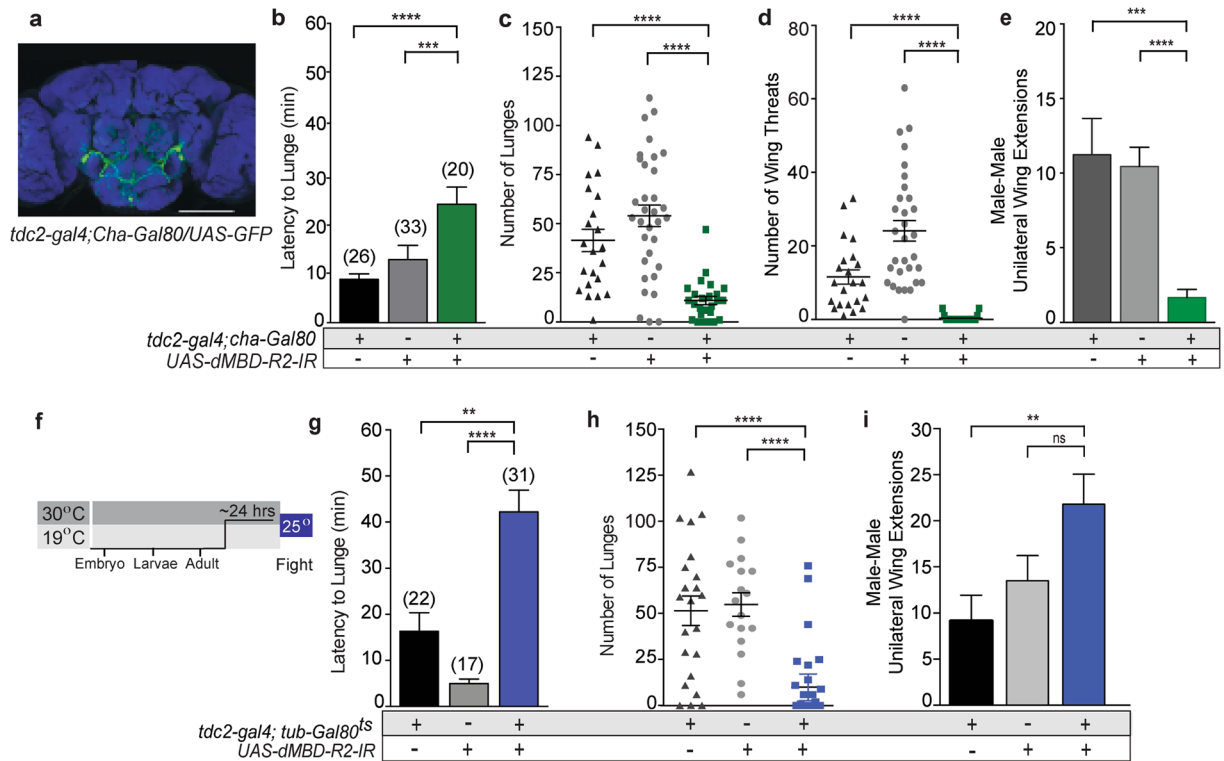 a
tdc2-gal4;Cha-Gal80/UAS-GFP
b
Latency to Lunge (min)
60
50
40
30
20
10
0
****
***
(26)
(33)
(20)
c
Number of Lunges
150
125
100
75
50
25
0
****
****
d
Number of Wing Threats
80
60
40
20
0
****
****
e
Male-Male
Unilateral Wing Extensions
20
15
10
5
0
***
****
tdc2-gal4;cha-Gal80 + - + + - + + - + + - +
UAS-dMBD-R2-IR - + + - + + - + + - + +
f
30°C
19°C
~24 hrs
25°
Embryo Larvae Adult Fight
g
Latency to Lunge (min)
60
50
40
30
20
10
**
****
(22)
(17)
(31)
h
Number of Lunges
150
125
100
75
50
25
0
****
****
i
Male-Male
Unilateral Wing Extensions
30
25
20
15
10
5
0
**
ns
tdc2-gal4; tub-Gal80ts + - + + - + + - +
UAS-dMBD-R2-IR - + + - + + - + +